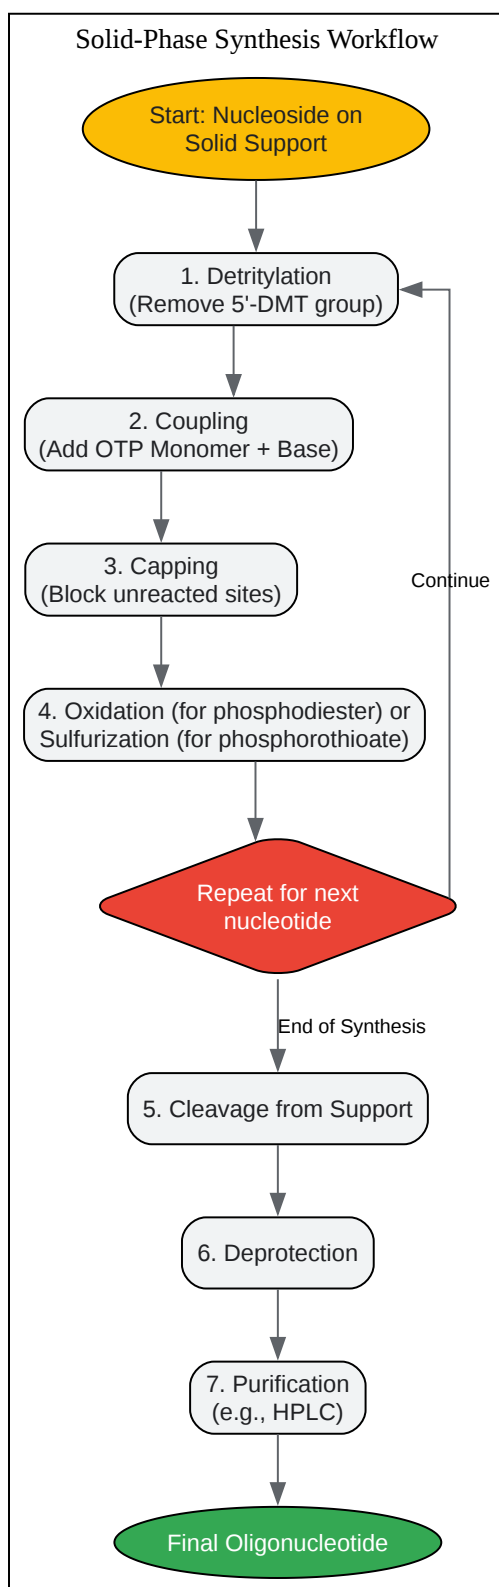 Solid-Phase Synthesis Workflow
Start: Nucleoside on
Solid Support
1. Detritylation
(Remove 5'-DMT group)
2. Coupling
(Add OTP Monomer + Base)
3. Capping
(Block unreacted sites)
Continue
4. Oxidation (for phosphodiester) or
Sulfurization (for phosphorothioate)
Repeat for next
nucleotide
End of Synthesis
5. Cleavage from Support
6. Deprotection
7. Purification
(e.g., HPLC)
Final Oligonucleotide